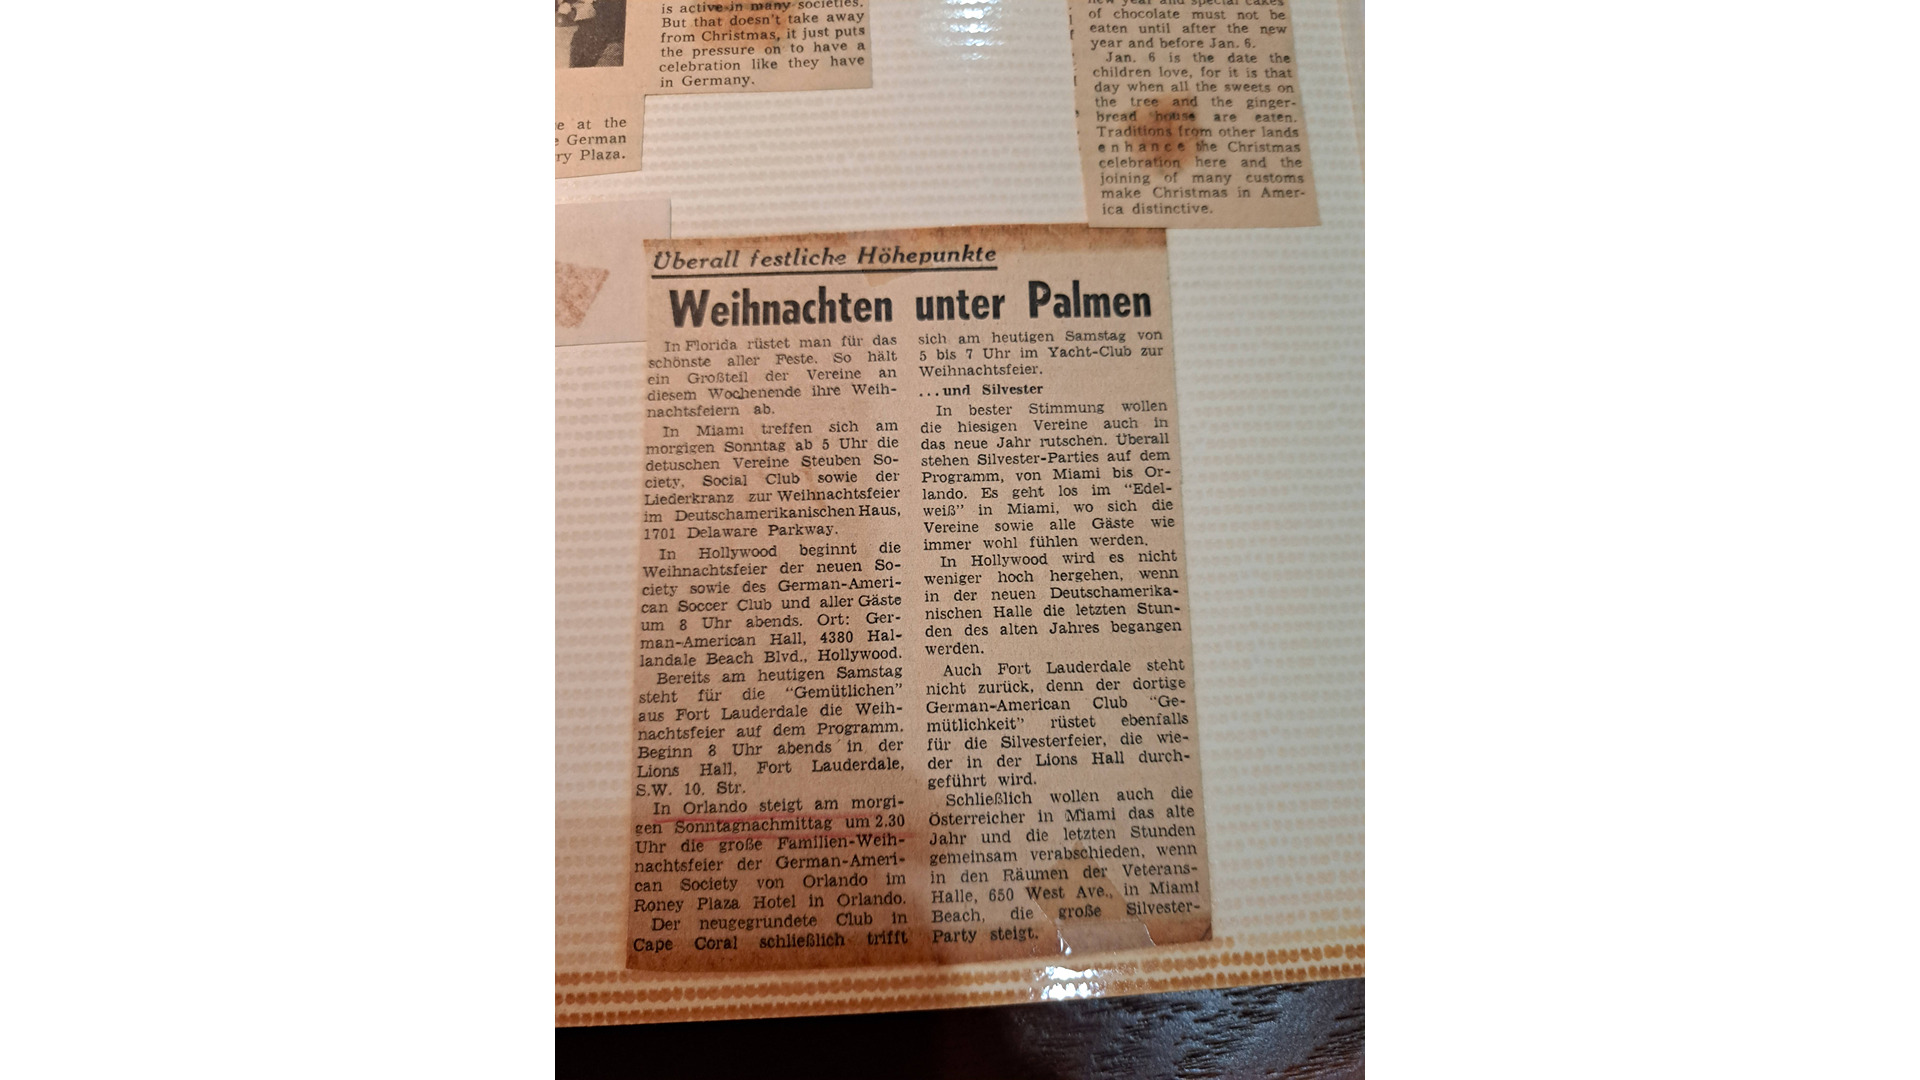 is active in many societies.
But that doesn't take away
from Christmas, it just puts
the pressure on to have a
celebration like they have
in Germany.
at the
German
Plaza.
new year and special cakes
of chocolate must not be
eaten until after the new
year and before Jan. 6.
Jan. 6 is the date the
children love, for it is that
day when all the sweets on
the tree and the ginger-
bread house are eaten.
Traditions from other lands
enhance the Christmas
celebration here and the
joining of many customs
make Christmas in Amer-
ica distinctive.
Überall festliche Höhepunkte
Weihnachten unter Palmen
In Florida rüstet man für das
schönste aller Feste. So hält
ein Großteil der Vereine an
diesem Wochenende ihre Weih-
nachtsfeiern ab.
In Miami treffen sich am
morgigen Sonntag ab 5 Uhr die
detuschen Vereine Steuben So-
ciety, Social Club sowie der
Liederkranz zur Weihnachtsfeier
im Deutschamerikanischen Haus,
1701 Delaware Parkway.
In Hollywood beginnt die
Weihnachtsfeier der neuen So-
ciety sowie des German-Ameri-
can Soccer Club und aller Gäste
um 8 Uhr abends. Ort: Ger-
man-American Hall, 4380 Hal-
landale Beach Blvd., Hollywood.
Bereits am heutigen Samstag
steht für die "Gemütlichen"
aus Fort Lauderdale die Weih-
nachtsfeier auf dem Programm.
Beginn 8 Uhr abends in der
Lions Hall, Fort Lauderdale,
S.W. 10. Str.
In Orlando steigt am morgi-
gen Sonntagnachmittag um 2.30
Uhr die große Familien-Weih-
nachtsfeier der German-Ameri-
can Society von Orlando im
Roney Plaza Hotel in Orlando.
Der neugegründete Club in
Cape Coral schließlich trifft
sich am heutigen Samstag von
5 bis 7 Uhr im Yacht-Club zur
Weihnachtsfeier.
...und Silvester
In bester Stimmung wollen
die hiesigen Vereine auch in
das neue Jahr rutschen. Überall
stehen Silvester-Parties auf dem
Programm, von Miami bis Or-
lando. Es geht los im "Edel-
weiß" in Miami, wo sich die
Vereine sowie alle Gäste wie
immer wohl fühlen werden.
In Hollywood wird es nicht
weniger hoch hergehen, wenn
in der neuen Deutschamerika-
nischen Halle die letzten Stun-
den des alten Jahres begangen
werden.
Auch Fort Lauderdale steht
nicht zurück, denn der dortige
German-American Club "Ge-
mütlichkeit" rüstet ebenfalls
für die Silvesterfeier, die wie-
der in der Lions Hall durch-
geführt wird.
Schließlich wollen auch die
Österreicher in Miami das alte
Jahr und die letzten Stunden
gemeinsam verabschieden, wenn
in den Räumen der Veterans-
Halle, 650 West Ave., in Miami
Beach, die große Silvester-
Party steigt.